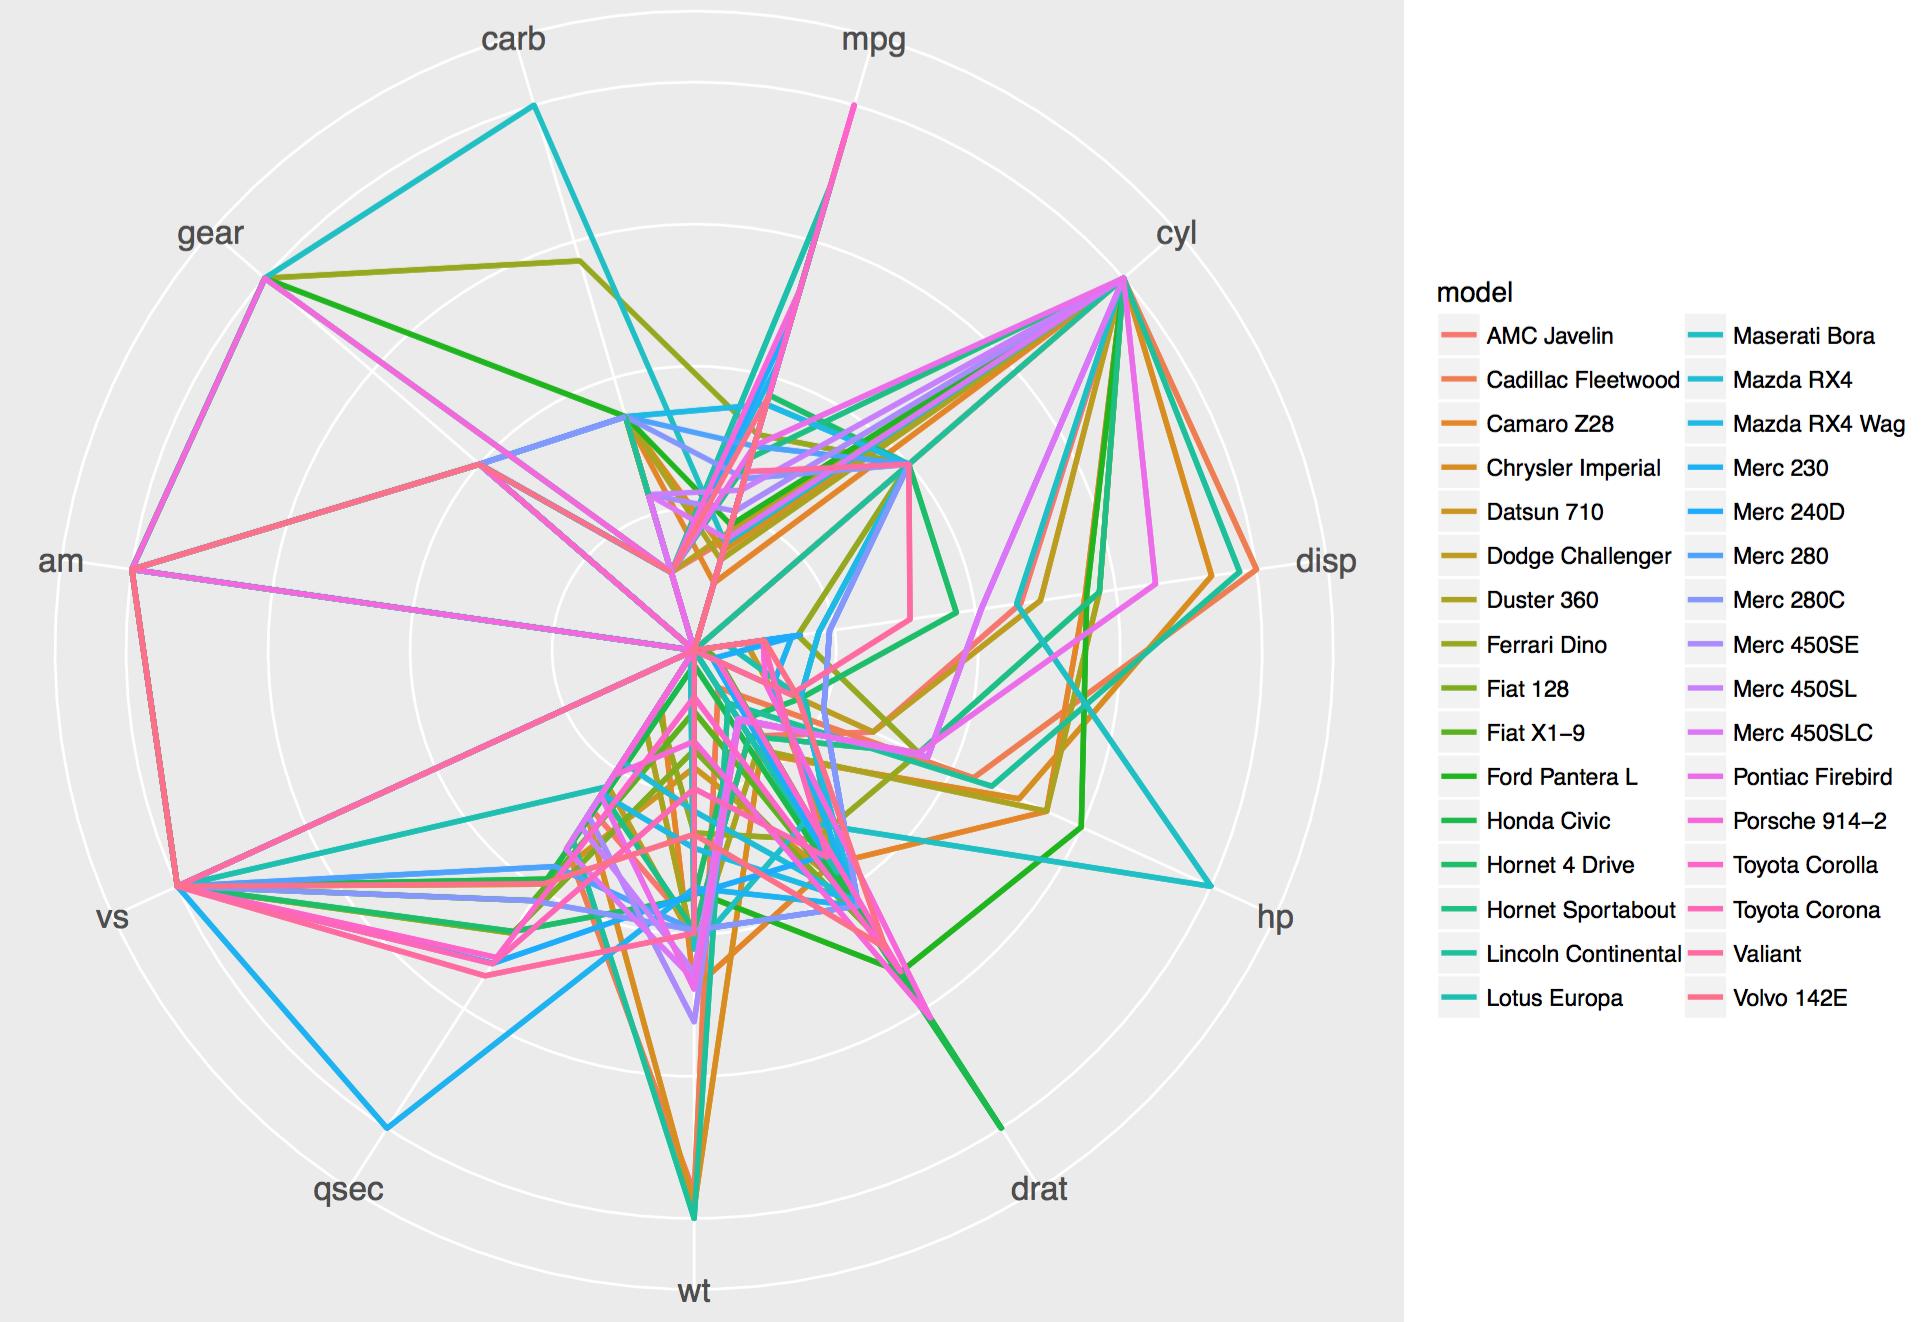 carb
mpg
gear
cyl
am
disp
vs
hp
qsec
drat
wt
model
AMC Javelin
Cadillac Fleetwood
Camaro Z28
Chrysler Imperial
Datsun 710
Dodge Challenger
Duster 360
Ferrari Dino
Fiat 128
Fiat X1−9
Ford Pantera L
Honda Civic
Hornet 4 Drive
Hornet Sportabout
Lincoln Continental
Lotus Europa
Maserati Bora
Mazda RX4
Mazda RX4 Wag
Merc 230
Merc 240D
Merc 280
Merc 280C
Merc 450SE
Merc 450SL
Merc 450SLC
Pontiac Firebird
Porsche 914−2
Toyota Corolla
Toyota Corona
Valiant
Volvo 142E